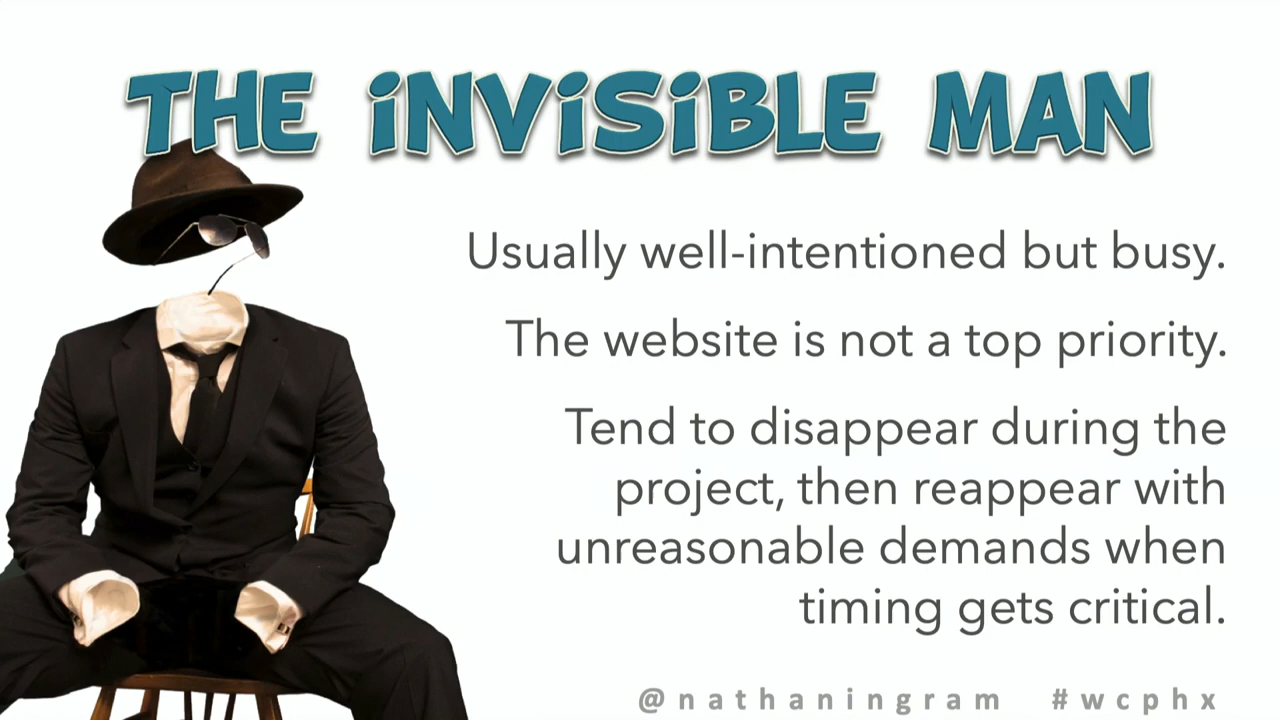 THE iNViSiBLE MAN
Usually well-intentioned but busy.
The website is not a top priority.
Tend to disappear during the
project, then reappear with
unreasonable demands when
timing gets critical.
@nathaningram #wcphx